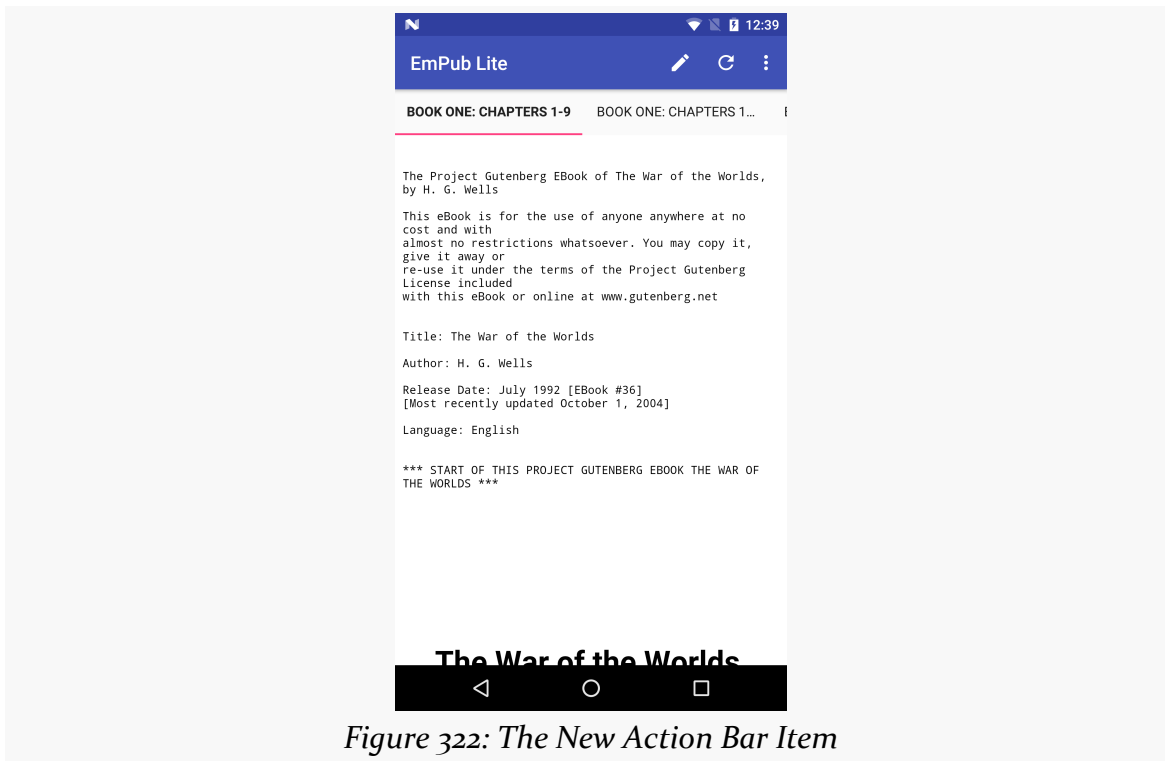 12:39
EmPub Lite
BOOK ONE: CHAPTERS 1-9 BOOK ONE: CHAPTERS 1…
The Project Gutenberg EBook of The War of the Worlds,
by H. G. Wells
This eBook is for the use of anyone anywhere at no
cost and with
almost no restrictions whatsoever. You may copy it,
give it away or
re-use it under the terms of the Project Gutenberg
License included
with this eBook or online at www.gutenberg.net
Title: The War of the Worlds
Author: H. G. Wells
Release Date: July 1992 [EBook #36]
[Most recently updated October 1, 2004]
Language: English
*** START OF THIS PROJECT GUTENBERG EBOOK THE WAR OF
THE WORLDS ***
The War of the Worlds
Figure 322: The New Action Bar Item